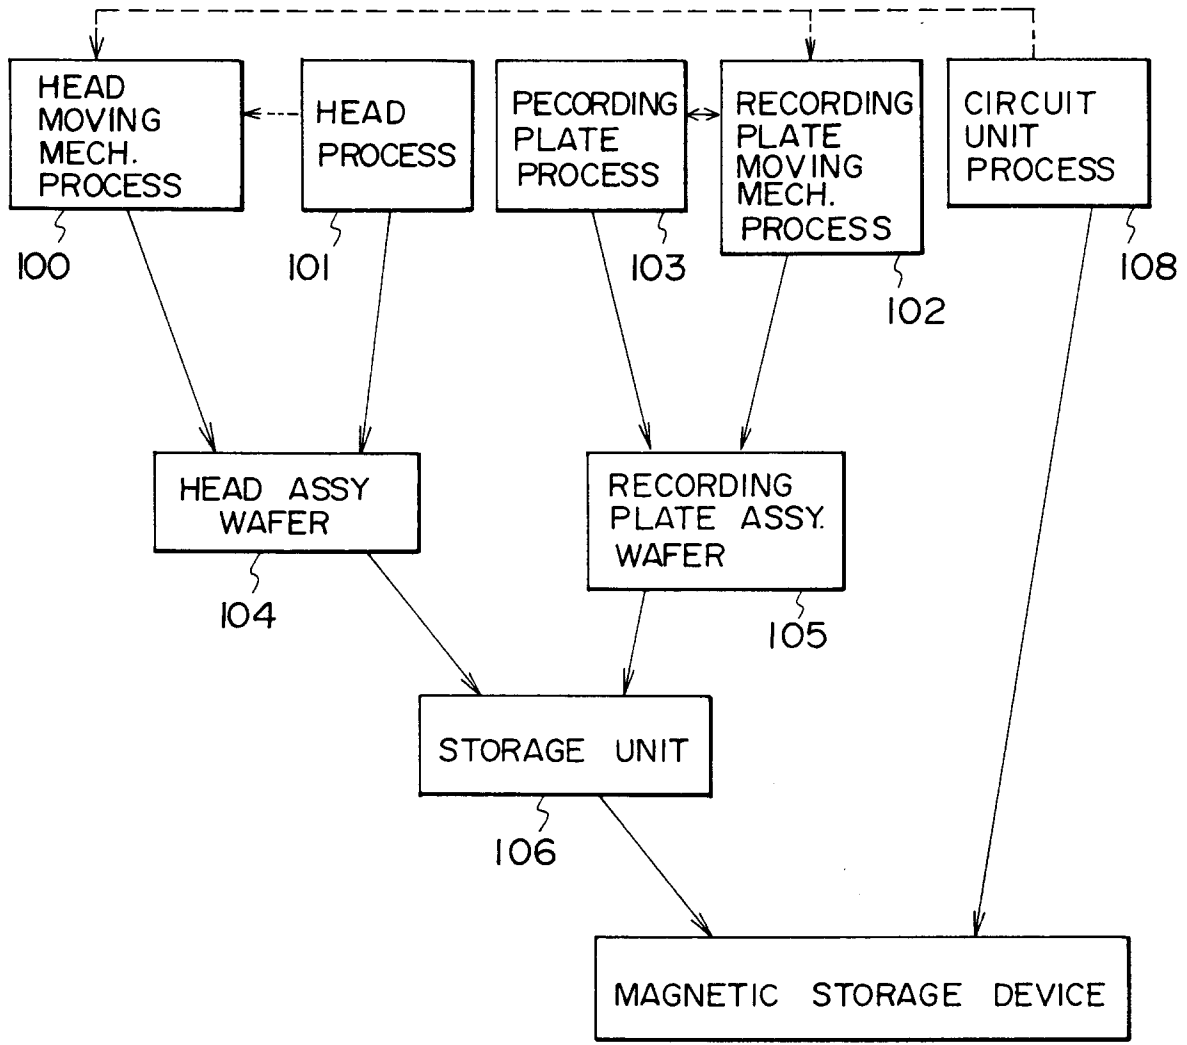 HEAD
MOVING
MECH.
PROCESS
100
HEAD
PROCESS
101
PECORDING
PLATE
PROCESS
103
RECORDING
PLATE
MOVING
MECH.
PROCESS
102
CIRCUIT
UNIT
PROCESS
108
HEAD ASSY
WAFER
104
RECORDING
PLATE ASSY.
WAFER
105
STORAGE UNIT
106
MAGNETIC STORAGE DEVICE